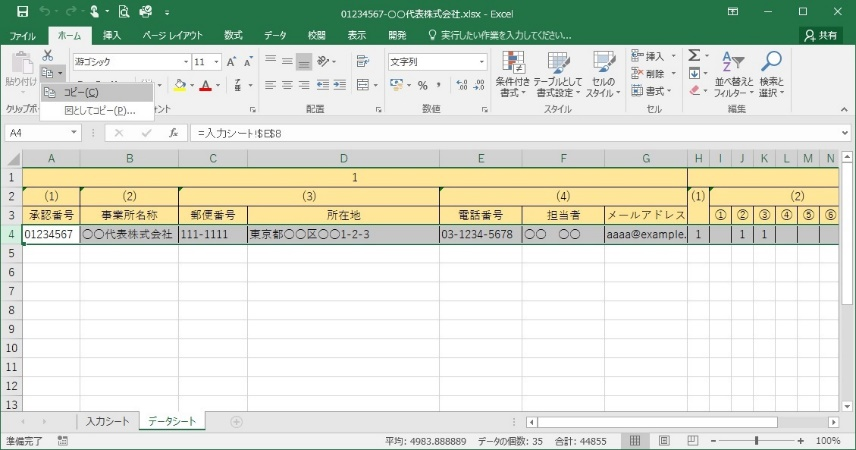 01234567-〇〇代表株式会社.xlsx - Excel
ファイル ホーム 挿入 ページ レイアウト 数式 データ 校閲 表示 開発 実行したい作業を入力してください... 共有
貼り付け 游ゴシック 11 文字列 条件付き書式 テーブルとして書式設定 セルのスタイル 挿入 削除 書式 並べ替えとフィルター 検索と選択
コピー(C)
図としてコピー(P)...
クリップボ ォント 配置 数値 スタイル セル 編集
A4 fx =入力シート!$E$8
A B C D E F G H I J K L M N
1 1
2 (1) (2) (3) (4) (1) (2)
3 承認番号 事業所名称 郵便番号 所在地 電話番号 担当者 メールアドレス ① ② ③ ④ ⑤ ⑥
4 01234567 〇〇代表株式会社 111-1111 東京都〇〇区〇〇1-2-3 03-1234-5678 〇〇 〇〇 aaaa@example. 1 1 1
5
6
7
8
9
10
11
12
13
入力シート データシート
準備完了 平均: 4983.888889 データの個数: 35 合計: 44855 100%